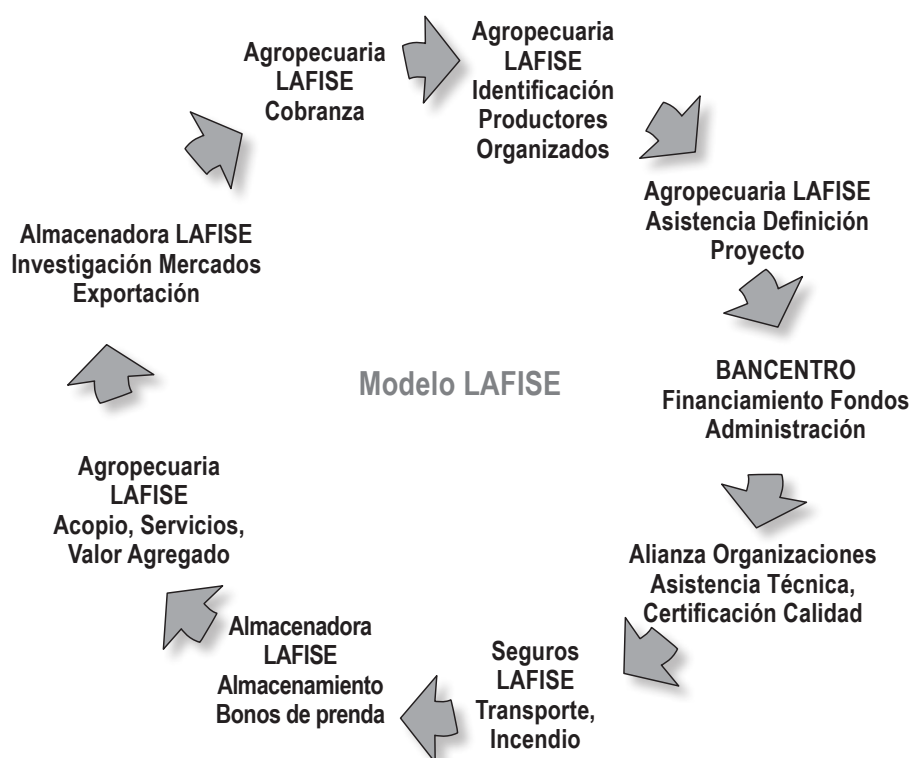 Agropecuaria
LAFISE
Cobranza
Agropecuaria
LAFISE
Identificación
Productores
Organizados
Agropecuaria LAFISE
Asistencia Definición
Proyecto
BANCENTRO
Financiamiento Fondos
Administración
Alianza Organizaciones
Asistencia Técnica,
Certificación Calidad
Seguros
LAFISE
Transporte,
Incendio
Almacenadora
LAFISE
Almacenamiento
Bonos de prenda
Agropecuaria
LAFISE
Acopio, Servicios,
Valor Agregado
Almacenadora LAFISE
Investigación Mercados
Exportación
Modelo LAFISE